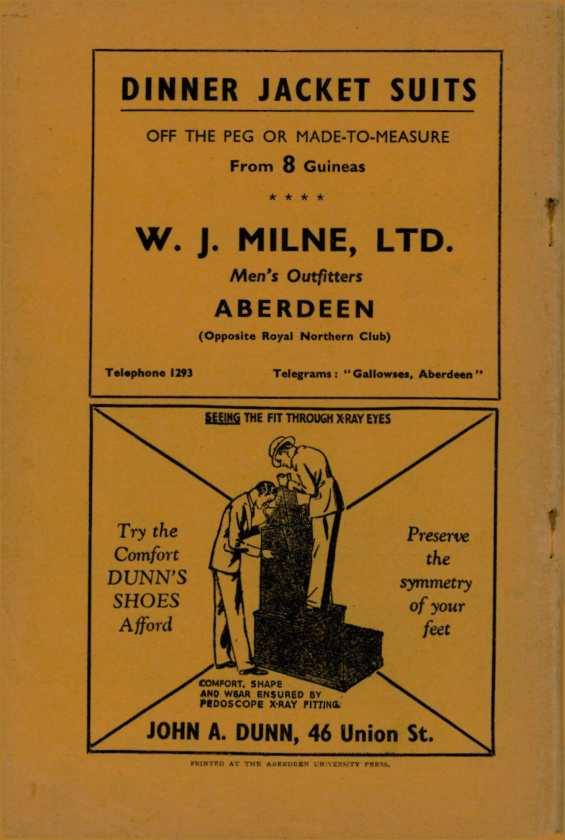 DINNER JACKET SUITS
OFF THE PEG OR MADE-TO-MEASURE
From 8 Guineas
* * * *
W. J. MILNE, LTD.
Men's Outfitters
ABERDEEN
(Opposite Royal Northern Club)
Telephone 1293 Telegrams: "Gallowses, Aberdeen"
SEEING THE FIT THROUGH X-RAY EYES
Try the
Comfort
DUNN'S
SHOES
Afford
Preserve
the
symmetry
of your
feet
COMFORT, SHAPE
AND WEAR ENSURED BY
PEDOSCOPE X-RAY FITTING.
JOHN A. DUNN, 46 Union St.
PRINTED AT THE ABERDEEN UNIVERSITY PRESS.